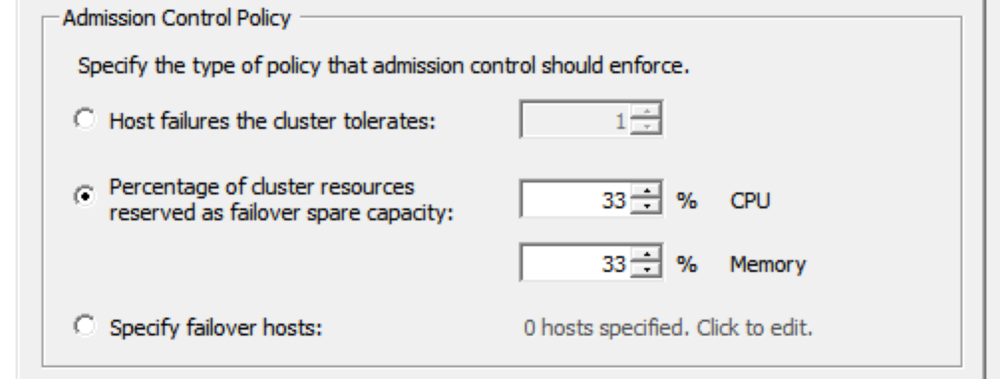 Admission Control Policy
Specify the type of policy that admission control should enforce.
Host failures the cluster tolerates: 1
Percentage of cluster resources
reserved as failover spare capacity: 33 % CPU
33 % Memory
Specify failover hosts: 0 hosts specified. Click to edit.